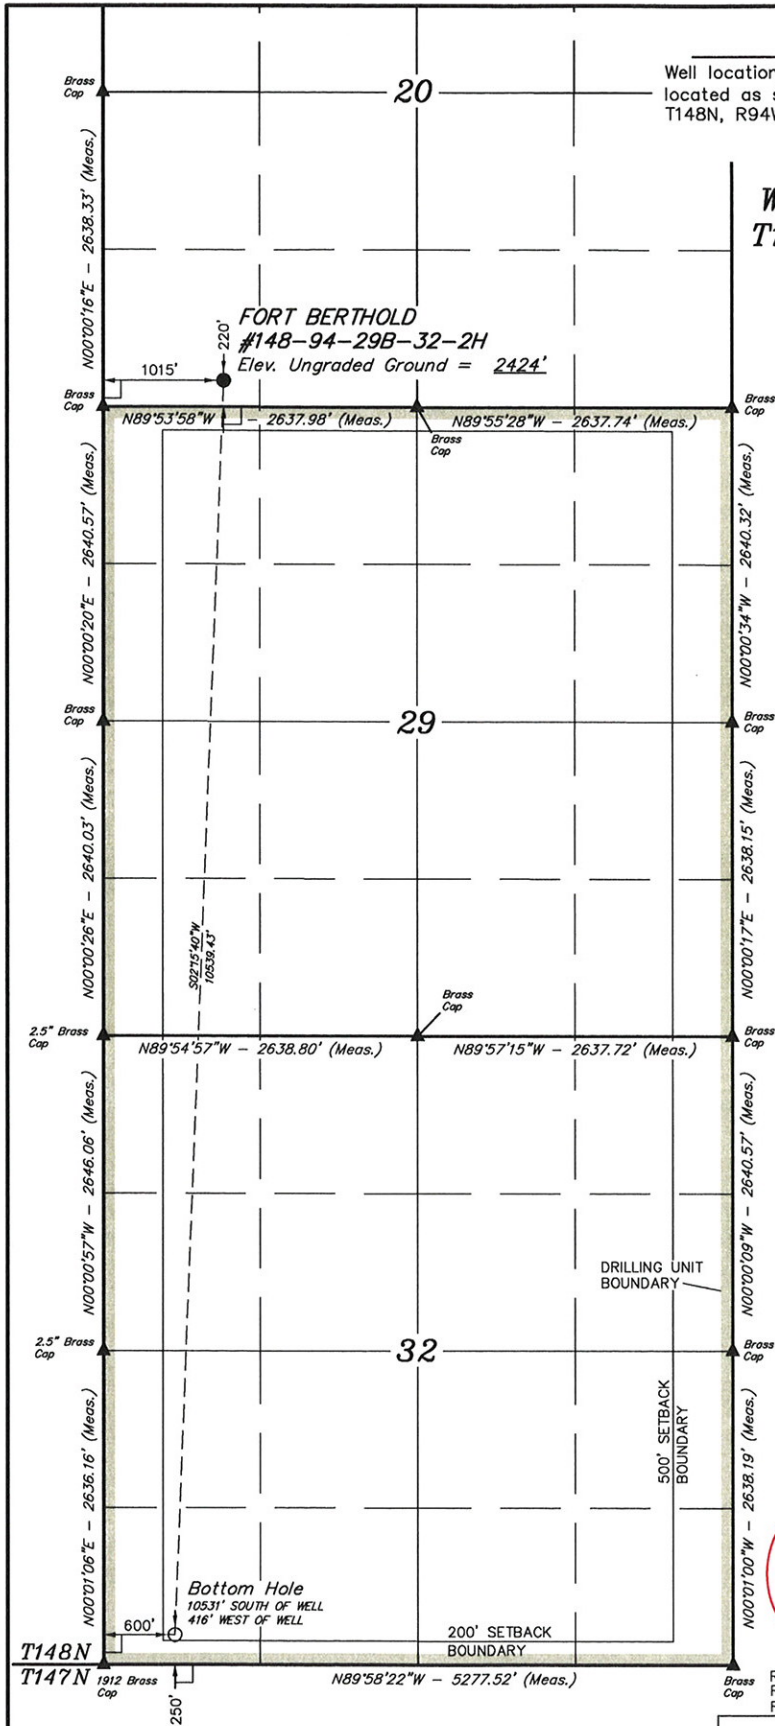 Well location
located as s
T148N, R94W
W
T1
Brass
Cap
20
N00°00'16"E - 2638.33' (Meas.)
FORT BERTHOLD
#148-94-29B-32-2H
Elev. Ungraded Ground = 2424'
220'
1015'
Brass
Cap
N89°53'58"W - 2637.98' (Meas.)
N89°55'28"W - 2637.74' (Meas.)
Brass
Cap
Brass
Cap
N00°00'20"E - 2640.57' (Meas.)
N00°00'34"W - 2640.32' (Meas.)
Brass
Cap
29
Brass
Cap
N00°00'26"E - 2640.03' (Meas.)
N00°00'17"E - 2638.15' (Meas.)
S02°15'40"W
10539.43'
Brass
Cap
2.5" Brass
Cap
N89°54'57"W - 2638.80' (Meas.)
N89°57'15"W - 2637.72' (Meas.)
Brass
Cap
N00°00'57"W - 2646.06' (Meas.)
N00°00'09"W - 2640.57' (Meas.)
DRILLING UNIT
BOUNDARY
2.5" Brass
Cap
32
Brass
Cap
N00°01'06"E - 2636.16' (Meas.)
500' SETBACK
BOUNDARY
N00°01'00"W - 2638.19' (Meas.)
Bottom Hole
10531' SOUTH OF WELL
416' WEST OF WELL
600'
200' SETBACK
BOUNDARY
T148N
T147N
1912 Brass
Cap
250'
N89°58'22"W - 5277.52' (Meas.)
Brass
Cap